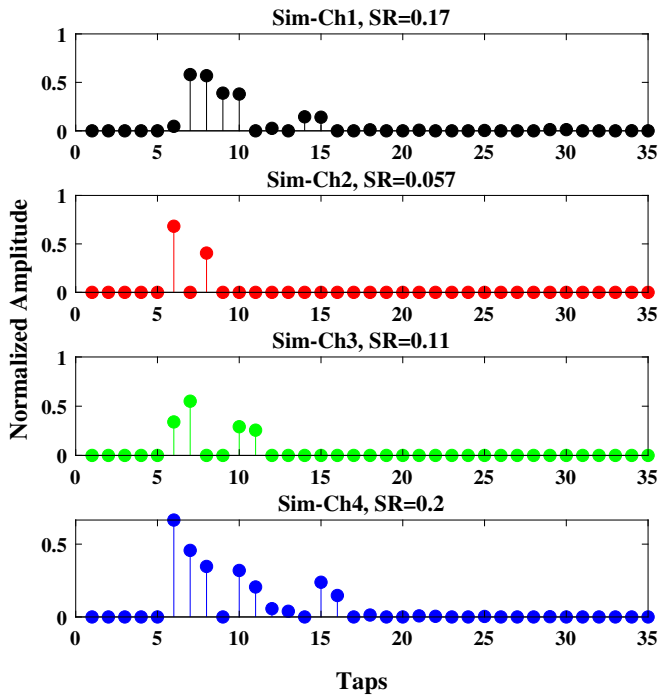 Sim-Ch1, SR=0.17
1
0.5
0
0 5 10 15 20 25 30 35
Sim-Ch2, SR=0.057
1
0.5
0
0 5 10 15 20 25 30 35
Sim-Ch3, SR=0.11
1
0.5
0
0 5 10 15 20 25 30 35
Sim-Ch4, SR=0.2
0.5
0
0 5 10 15 20 25 30 35
Normalized Amplitude
Taps